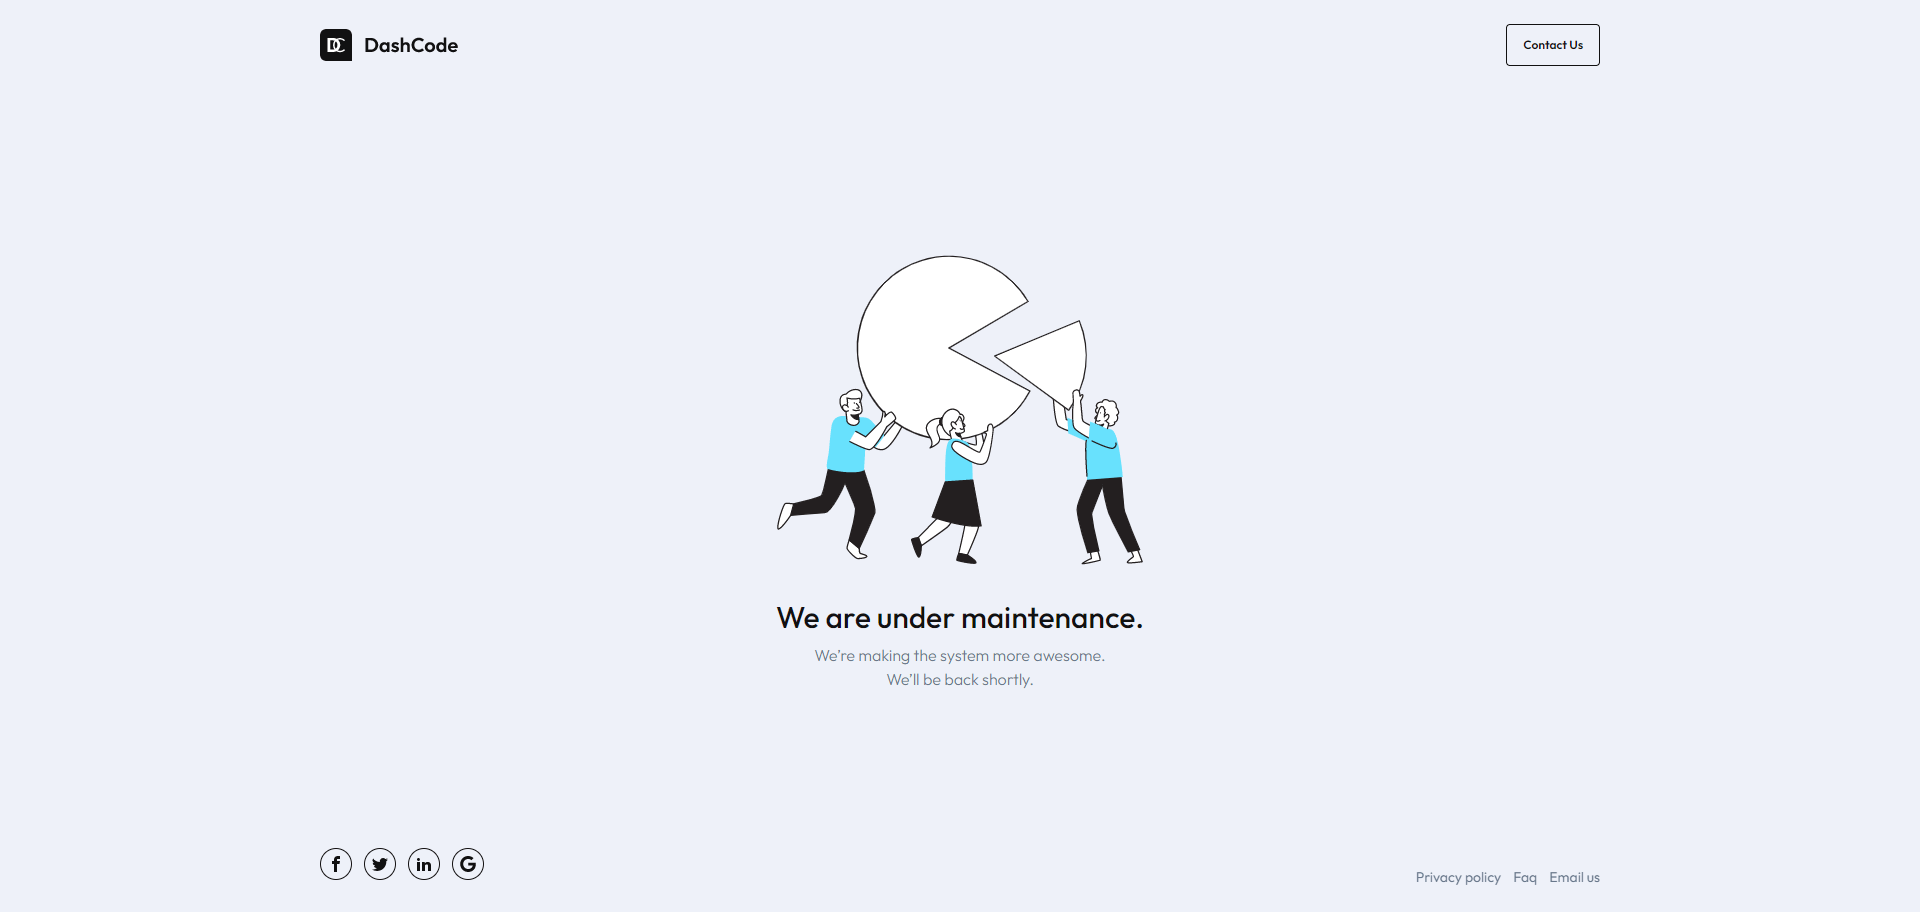 DC DashCode
Contact Us
We are under maintenance.
We’re making the system more awesome.
We’ll be back shortly.
f in G
Privacy policy Faq Email us